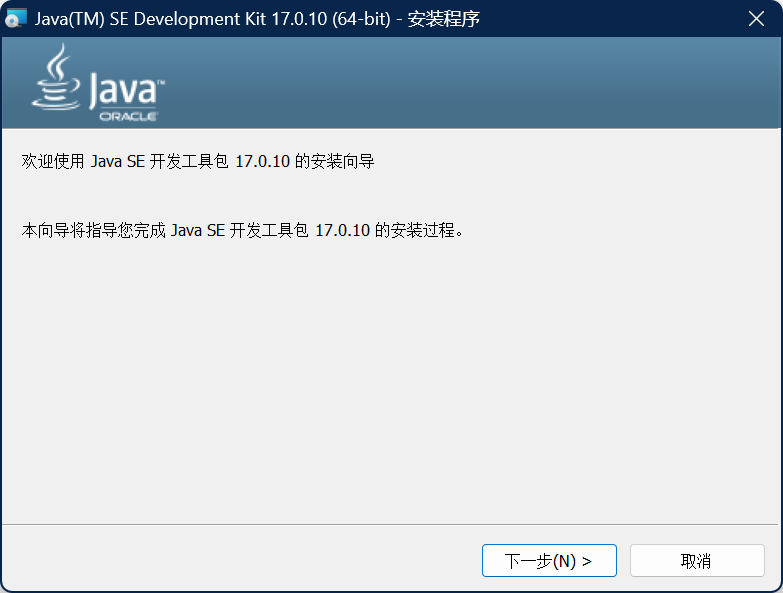 Java(TM) SE Development Kit 17.0.10 (64-bit) - 安装程序
Java™
ORACLE
欢迎使用 Java SE 开发工具包 17.0.10 的安装向导
本向导将指导您完成 Java SE 开发工具包 17.0.10 的安装过程。
下一步(N) >
取消